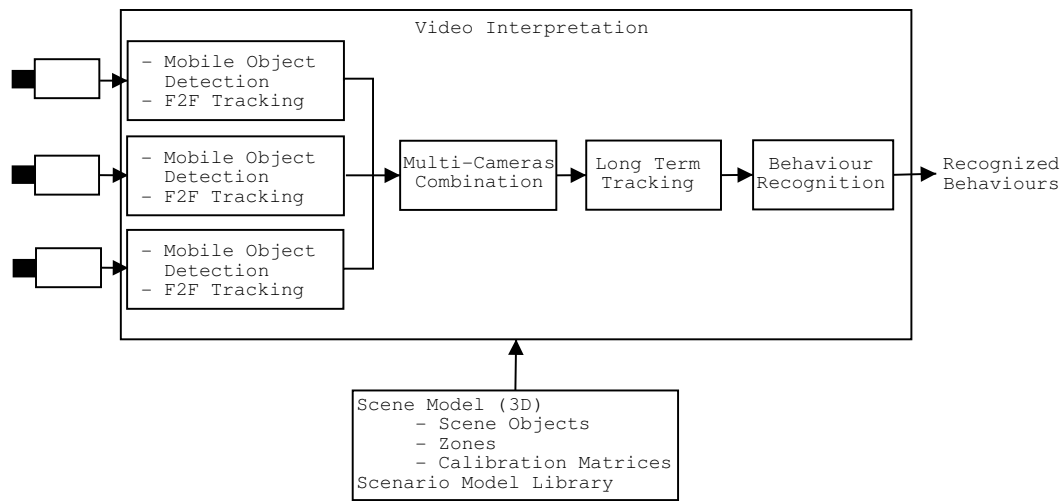 Video Interpretation
- Mobile Object
Detection
- F2F Tracking
- Mobile Object
Detection
- F2F Tracking
- Mobile Object
Detection
- F2F Tracking
Multi-Cameras
Combination
Long Term
Tracking
Behaviour
Recognition
Recognized
Behaviours
Scene Model (3D)
- Scene Objects
- Zones
- Calibration Matrices
Scenario Model Library